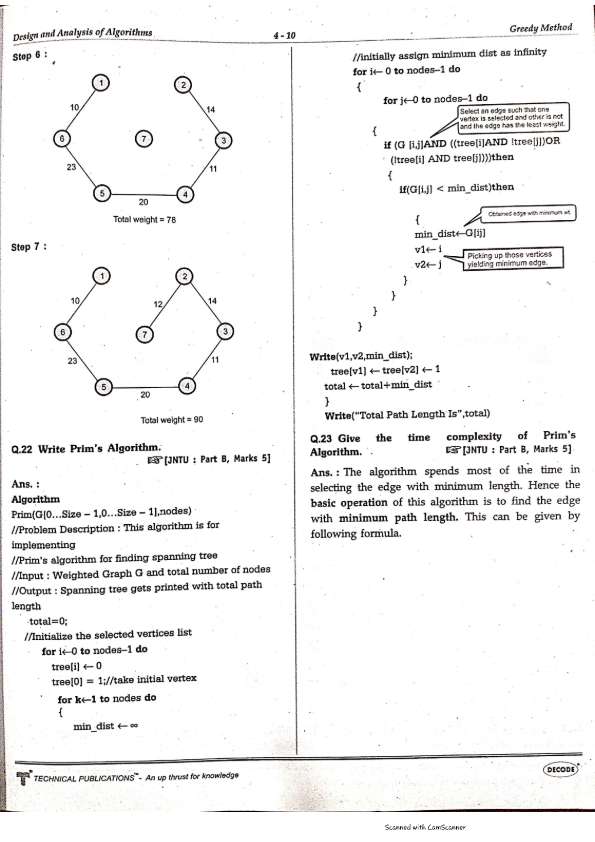 Design and Analysis of Algorithms
4 - 10
Greedy Method
Step 6 :
1
2
10
14
6
7
3
23
11
5
4
20
Total weight = 78
Step 7 :
1
2
10
12
14
6
7
3
23
11
5
4
20
Total weight = 90
Q.22 Write Prim's Algorithm.
☞[JNTU : Part B, Marks 5]
Ans. :
Algorithm
Prim(G[0...Size – 1,0...Size – 1],nodes)
//Problem Description : This algorithm is for
implementing
//Prim's algorithm for finding spanning tree
//Input : Weighted Graph G and total number of nodes
//Output : Spanning tree gets printed with total path
length
total=0;
//Initialize the selected vertices list
for i←0 to nodes–1 do
tree[i] ← 0
tree[0] = 1;//take initial vertex
for k←1 to nodes do
{
min_dist ← ∞
//initially assign minimum dist as infinity
for i← 0 to nodes–1 do
{
for j←0 to nodes–1 do
Select an edge such that one
vertex is selected and other is not
and the edge has the least weight.
{
if (G [i,j]AND ((tree[i]AND !tree[j])OR
(!tree[i] AND tree[j])))then
{
if(G[i,j] < min_dist)then
Obtained edge with minimum wt.
{
min_dist←G[ij]
v1← i
v2← j
Picking up those vertices
yielding minimum edge.
}
}
}
}
Write(v1,v2,min_dist);
tree[v1] ← tree[v2] ← 1
total ← total+min_dist
}
Write("Total Path Length Is",total)
Q.23 Give the time complexity of Prim's
Algorithm. ☞[JNTU : Part B, Marks 5]
Ans. : The algorithm spends most of the time in
selecting the edge with minimum length. Hence the
basic operation of this algorithm is to find the edge
with minimum path length. This can be given by
following formula.
TECHNICAL PUBLICATIONS™ - An up thrust for knowledge
DECODE
Scanned with CamScanner